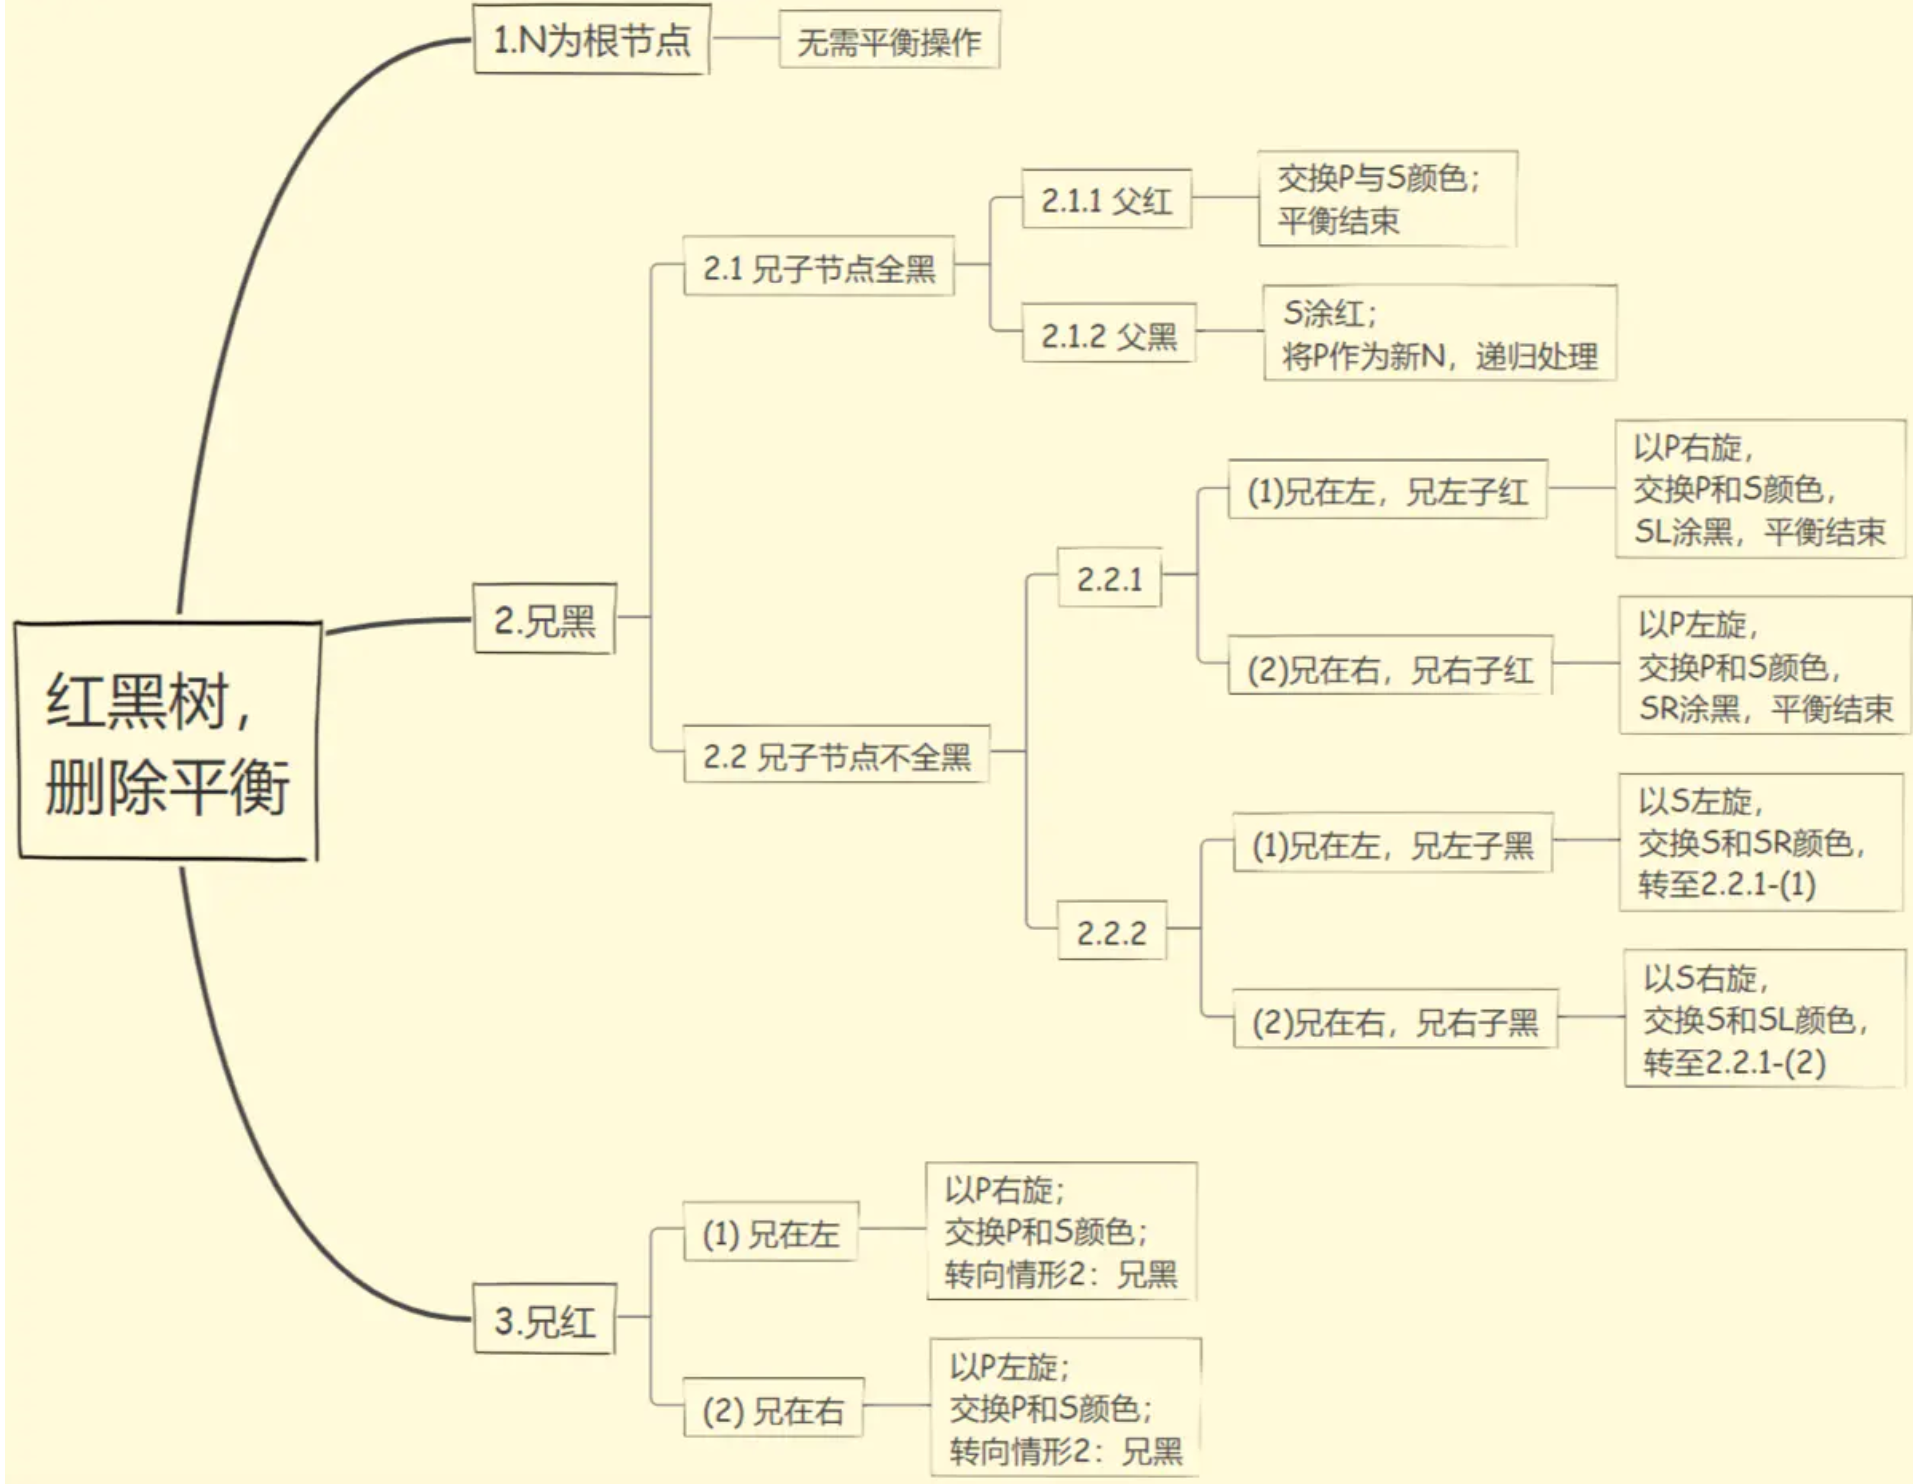 红黑树，
删除平衡
1.N为根节点
无需平衡操作
2.兄黑
2.1 兄子节点全黑
2.1.1 父红
交换P与S颜色；
平衡结束
2.1.2 父黑
S涂红；
将P作为新N，递归处理
2.2 兄子节点不全黑
2.2.1
(1)兄在左，兄左子红
以P右旋，
交换P和S颜色，
SL涂黑，平衡结束
(2)兄在右，兄右子红
以P左旋，
交换P和S颜色，
SR涂黑，平衡结束
2.2.2
(1)兄在左，兄左子黑
以S左旋，
交换S和SR颜色，
转至2.2.1-(1)
(2)兄在右，兄右子黑
以S右旋，
交换S和SL颜色，
转至2.2.1-(2)
3.兄红
(1) 兄在左
以P右旋；
交换P和S颜色；
转向情形2：兄黑
(2) 兄在右
以P左旋；
交换P和S颜色；
转向情形2：兄黑